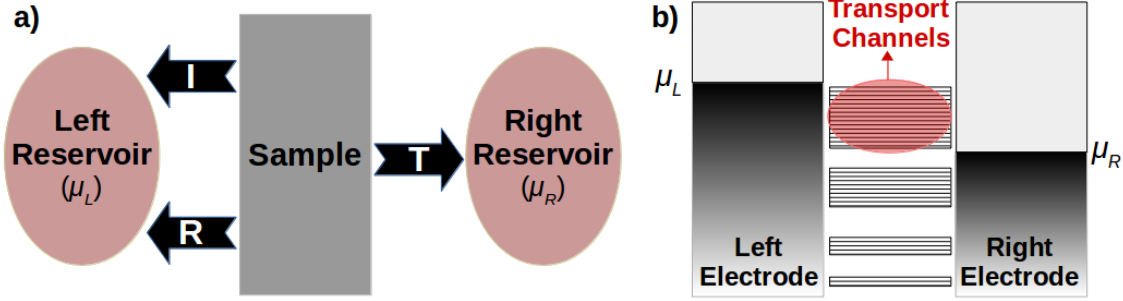 a)
I
Left
Reservoir
(μL)
R
Sample
T
Right
Reservoir
(μR)
b)
Transport
Channels
μL
μR
Left
Electrode
Right
Electrode